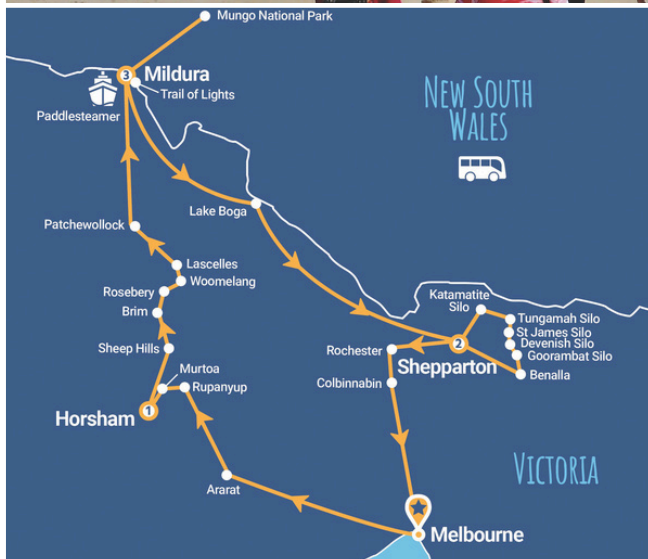 Mungo National Park
3
Mildura
Trail of Lights
Paddlesteamer
NEW SOUTH
WALES
Lake Boga
Patchewollock
Lascelles
Woomelang
Rosebery
Brim
Sheep Hills
Murtoa
Rupanyup
1
Horsham
Ararat
Katamatite
Silo
Tungamah Silo
St James Silo
Devenish Silo
Goorambat Silo
Benalla
2
Shepparton
Rochester
Colbinnabin
VICTORIA
Melbourne